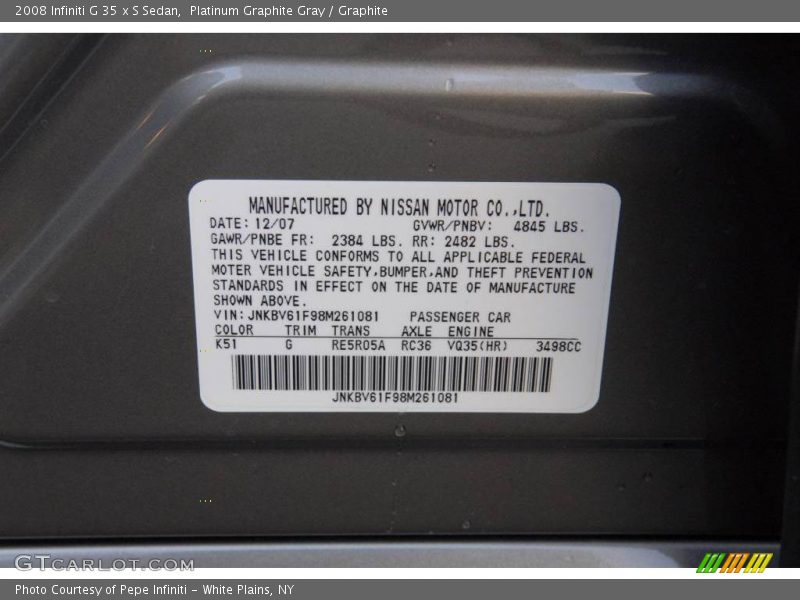 2008 Infiniti G 35 x S Sedan, Platinum Graphite Gray / Graphite
MANUFACTURED BY NISSAN MOTOR CO.,LTD.
DATE: 12/07 GVWR/PNBV: 4845 LBS.
GAWR/PNBE FR: 2384 LBS. RR: 2482 LBS.
THIS VEHICLE CONFORMS TO ALL APPLICABLE FEDERAL
MOTER VEHICLE SAFETY,BUMPER,AND THEFT PREVENTION
STANDARDS IN EFFECT ON THE DATE OF MANUFACTURE
SHOWN ABOVE.
VIN: JNKBV61F98M261081 PASSENGER CAR
COLOR TRIM TRANS AXLE ENGINE
K51 G RE5R05A RC36 VQ35(HR) 3498CC
JNKBV61F98M261081
GTCARLOT.COM
Photo Courtesy of Pepe Infiniti - White Plains, NY